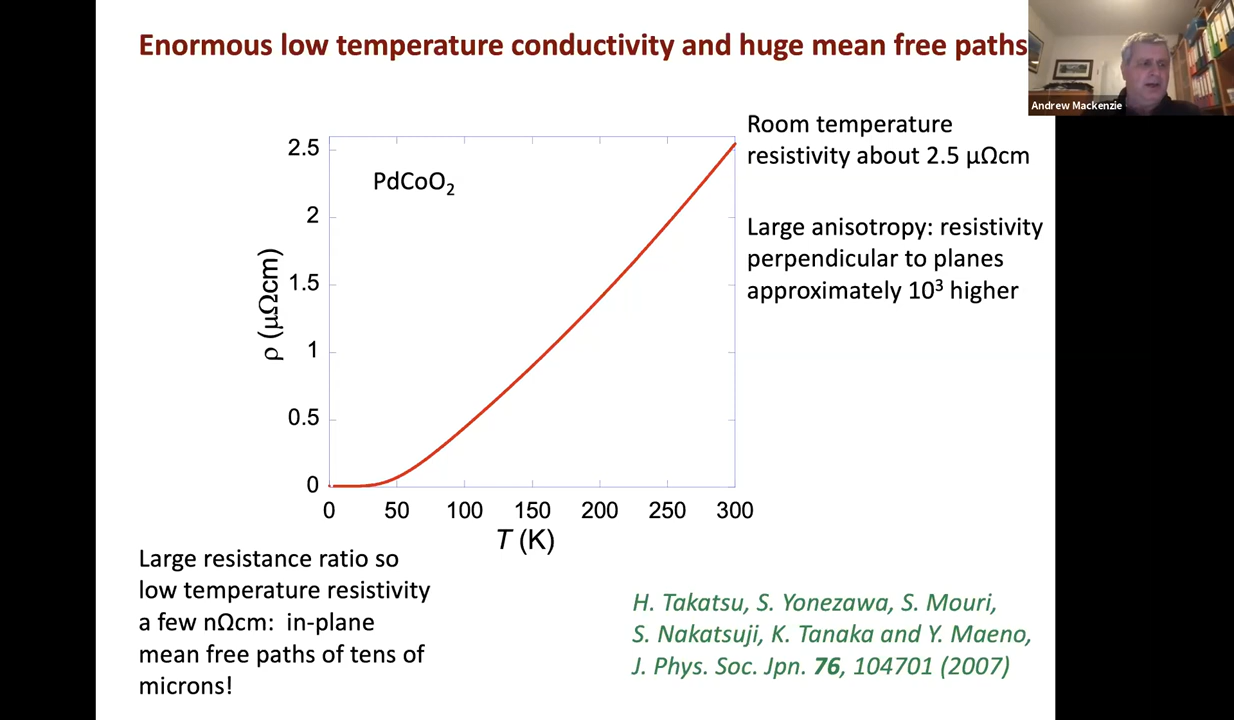 Enormous low temperature conductivity and huge mean free paths
Andrew Mackenzie
Room temperature
resistivity about 2.5 μΩcm
Large anisotropy: resistivity
perpendicular to planes
approximately 10³ higher
PdCoO₂
2.5
2
1.5
1
0.5
0
ρ (μΩcm)
0 50 100 150 200 250 300
T (K)
Large resistance ratio so
low temperature resistivity
a few nΩcm: in-plane
mean free paths of tens of
microns!
H. Takatsu, S. Yonezawa, S. Mouri,
S. Nakatsuji, K. Tanaka and Y. Maeno,
J. Phys. Soc. Jpn. 76, 104701 (2007)